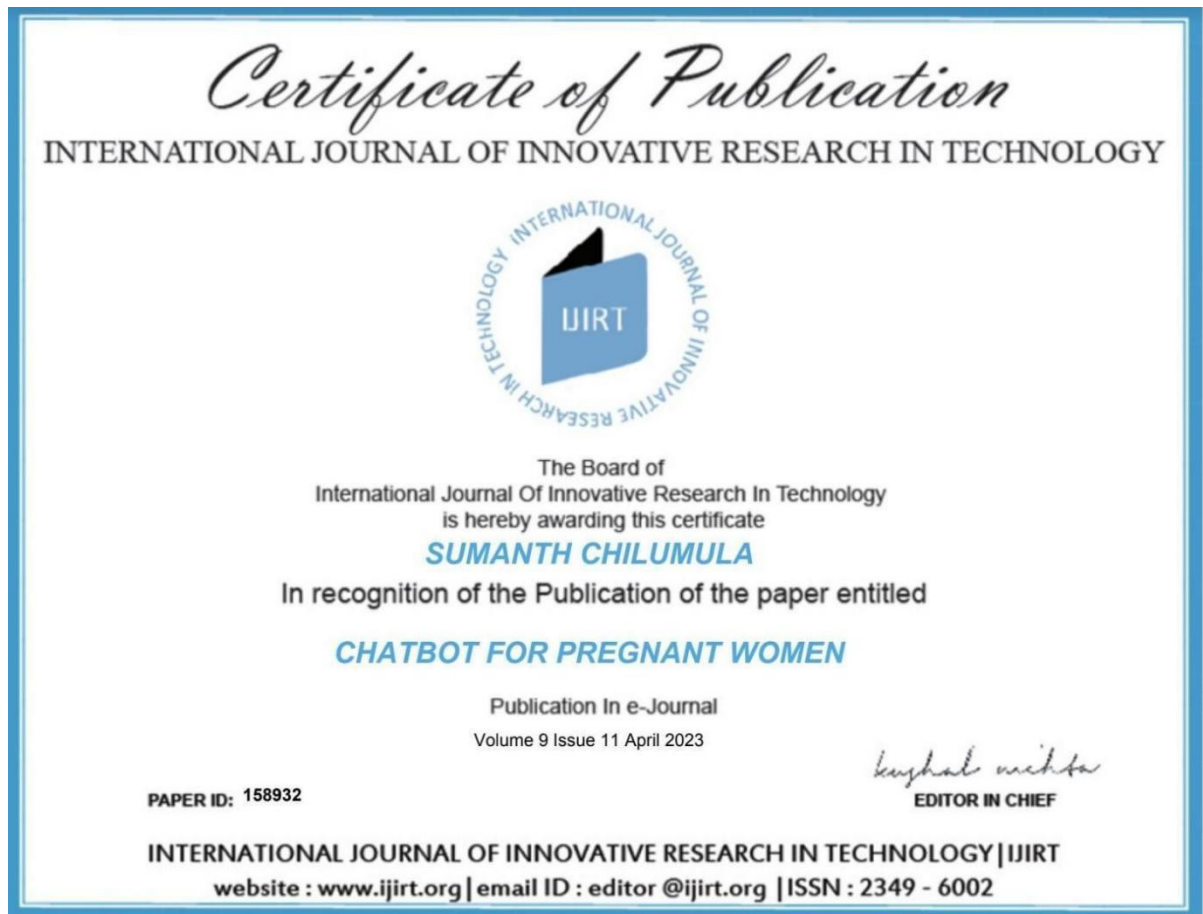 Certificate of Publication
INTERNATIONAL JOURNAL OF INNOVATIVE RESEARCH IN TECHNOLOGY
INTERNATIONAL JOURNAL OF INNOVATIVE RESEARCH IN TECHNOLOGY
IJIRT
The Board of
International Journal Of Innovative Research In Technology
is hereby awarding this certificate
SUMANTH CHILUMULA
In recognition of the Publication of the paper entitled
CHATBOT FOR PREGNANT WOMEN
Publication In e-Journal
Volume 9 Issue 11 April 2023
kushal mehta
PAPER ID: 158932
EDITOR IN CHIEF
INTERNATIONAL JOURNAL OF INNOVATIVE RESEARCH IN TECHNOLOGY|IJIRT
website : www.ijirt.org|email ID : editor @ijirt.org |ISSN : 2349 - 6002